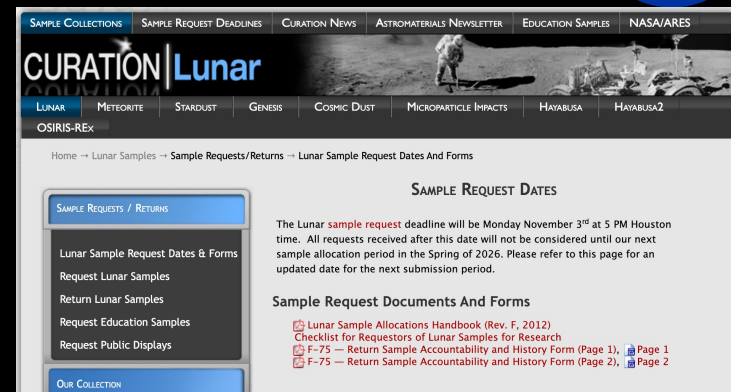 SAMPLE COLLECTIONS SAMPLE REQUEST DEADLINES CURATION NEWS ASTROMATERIALS NEWSLETTER EDUCATION SAMPLES NASA/ARES
CURATION Lunar
LUNAR METEORITE STARDUST GENESIS COSMIC DUST MICROPARTICLE IMPACTS HAYABUSA HAYABUSA2
OSIRIS-REx
Home → Lunar Samples → Sample Requests/Returns → Lunar Sample Request Dates And Forms
SAMPLE REQUESTS / RETURNS
Lunar Sample Request Dates & Forms
Request Lunar Samples
Return Lunar Samples
Request Education Samples
Request Public Displays
OUR COLLECTION
SAMPLE REQUEST DATES
The Lunar sample request deadline will be Monday November 3rd at 5 PM Houston
time. All requests received after this date will not be considered until our next
sample allocation period in the Spring of 2026. Please refer to this page for an
updated date for the next submission period.
Sample Request Documents And Forms
Lunar Sample Allocations Handbook (Rev. F, 2012)
Checklist for Requestors of Lunar Samples for Research
F-75 — Return Sample Accountability and History Form (Page 1), Page 1
F-75 — Return Sample Accountability and History Form (Page 2), Page 2